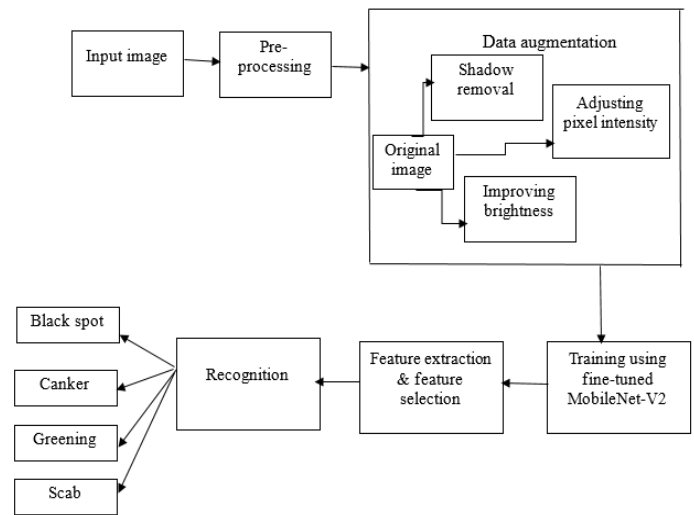 Input image
Pre-
processing
Data augmentation
Shadow
removal
Adjusting
pixel intensity
Original
image
Improving
brightness
Training using
fine-tuned
MobileNet-V2
Feature extraction
& feature
selection
Recognition
Black spot
Canker
Greening
Scab